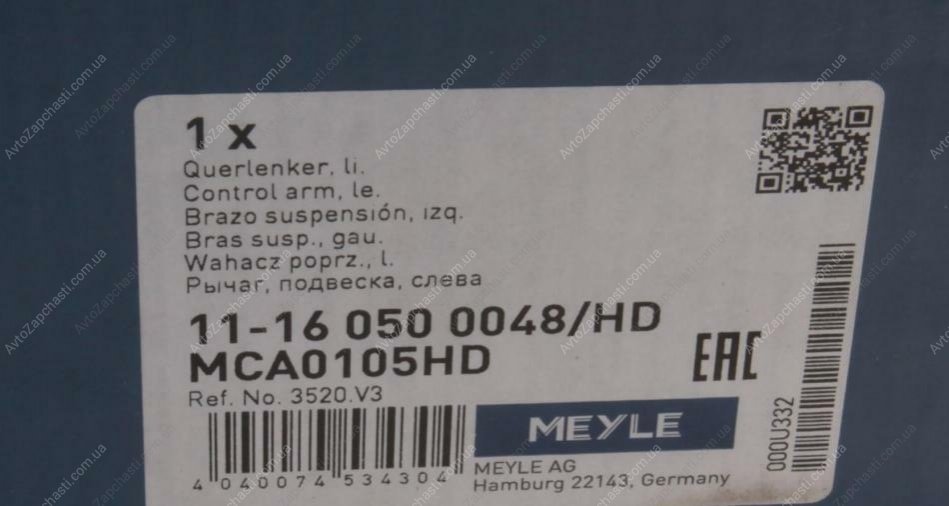 1 x
Querlenker, li.
Control arm, le.
Brazo suspensión, izq.
Bras susp., gau.
Wahacz poprz., l.
Рычаг, подвеска, слева
11-16 050 0048/HD
MCA0105HD
EAC
Ref. No. 3520.V3
MEYLE
4 040074 534304
MEYLE AG
Hamburg 22143, Germany
000U332
AvtoZapchasti.com.ua